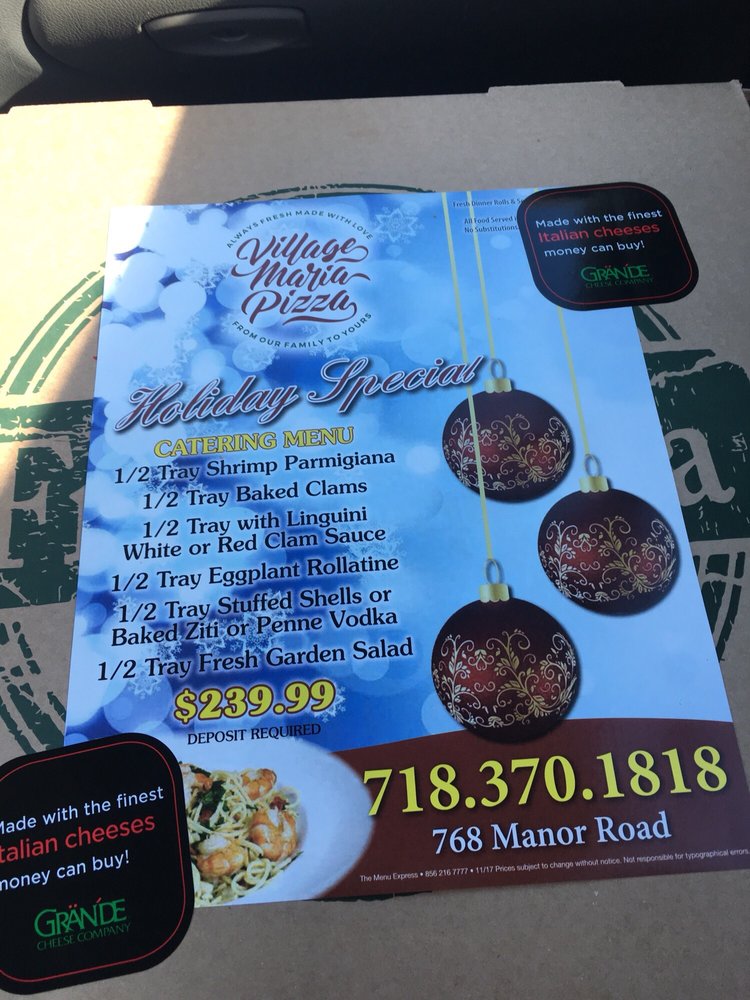 Fresh Dinner Rolls &
All Food Served
No Substitutions
Made with the finest
Italian cheeses
money can buy!
GRANDE
CHEESE COMPANY
ALWAYS FRESH MADE WITH LOVE
Village
Maria
Pizza
FROM OUR FAMILY TO YOURS
Holiday Special
CATERING MENU
1/2 Tray Shrimp Parmigiana
1/2 Tray Baked Clams
1/2 Tray with Linguini
White or Red Clam Sauce
1/2 Tray Eggplant Rollatine
1/2 Tray Stuffed Shells or
Baked Ziti or Penne Vodka
1/2 Tray Fresh Garden Salad
$239.99
DEPOSIT REQUIRED
718.370.1818
768 Manor Road
The Menu Express • 856 216 7777 • 11/17 Prices subject to change without notice. Not responsible for typographical errors.
Made with the finest
Italian cheeses
money can buy!
GRANDE
CHEESE COMPANY